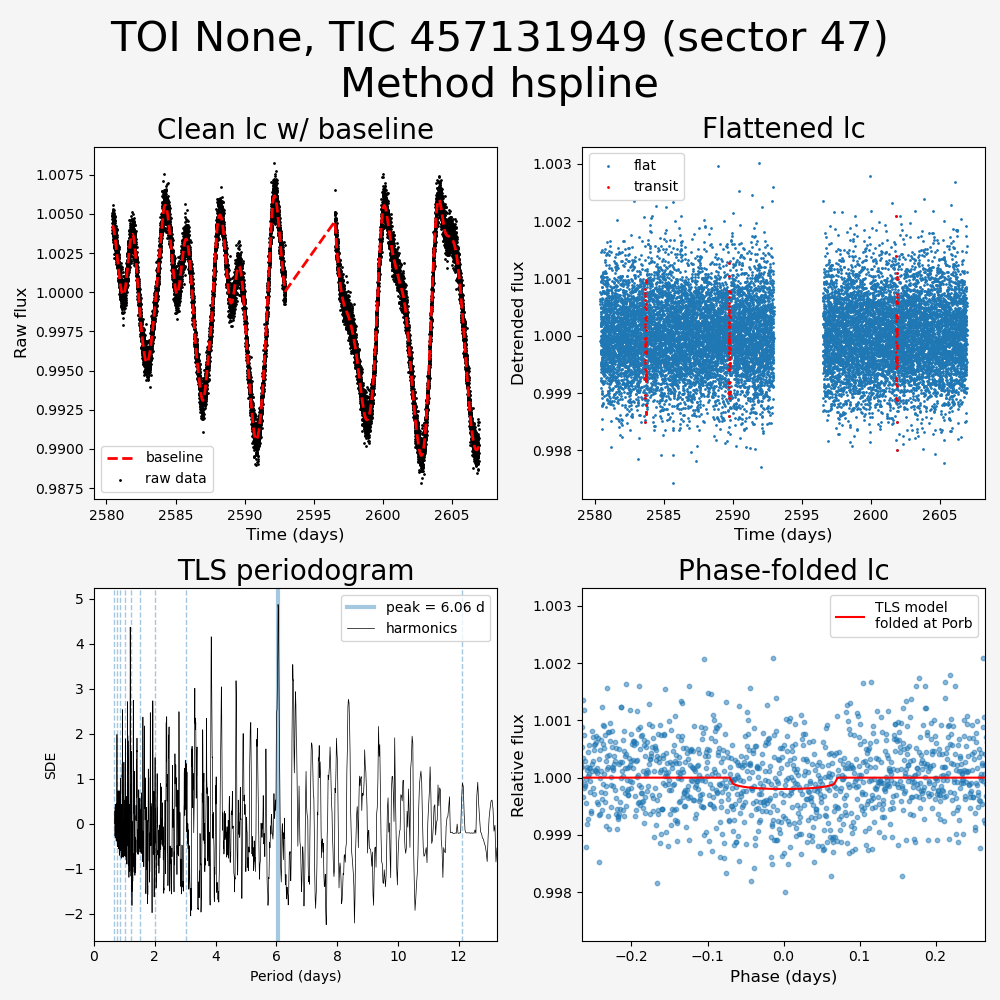 TOI None, TIC 457131949 (sector 47)
Method hspline
Clean lc w/ baseline
Raw flux
1.0075
1.0050
1.0025
1.0000
0.9975
0.9950
0.9925
0.9900
0.9875
baseline
raw data
2580
2585
2590
2595
2600
2605
Time (days)
Flattened lc
Detrended flux
1.003
1.002
1.001
1.000
0.999
0.998
flat
transit
2580
2585
2590
2595
2600
2605
Time (days)
TLS periodogram
SDE
5
4
3
2
1
0
−1
−2
peak = 6.06 d
harmonics
0
2
4
6
8
10
12
Period (days)
Phase-folded lc
Relative flux
1.003
1.002
1.001
1.000
0.999
0.998
TLS model
folded at Porb
−0.2
−0.1
0.0
0.1
0.2
Phase (days)